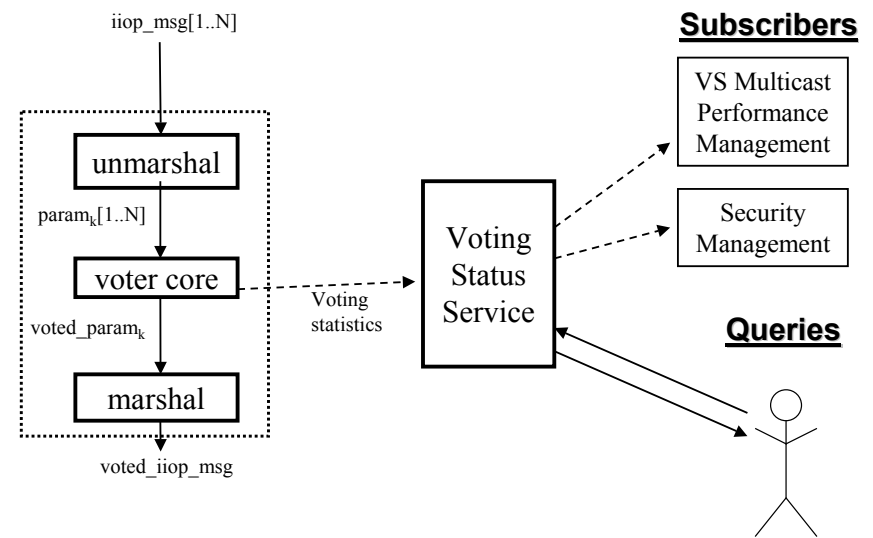 iiop_msg[1..N]
unmarshal
paramk[1..N]
voter core
voted_paramk
marshal
voted_iiop_msg
Voting
statistics
Voting
Status
Service
Subscribers
VS Multicast
Performance
Management
Security
Management
Queries